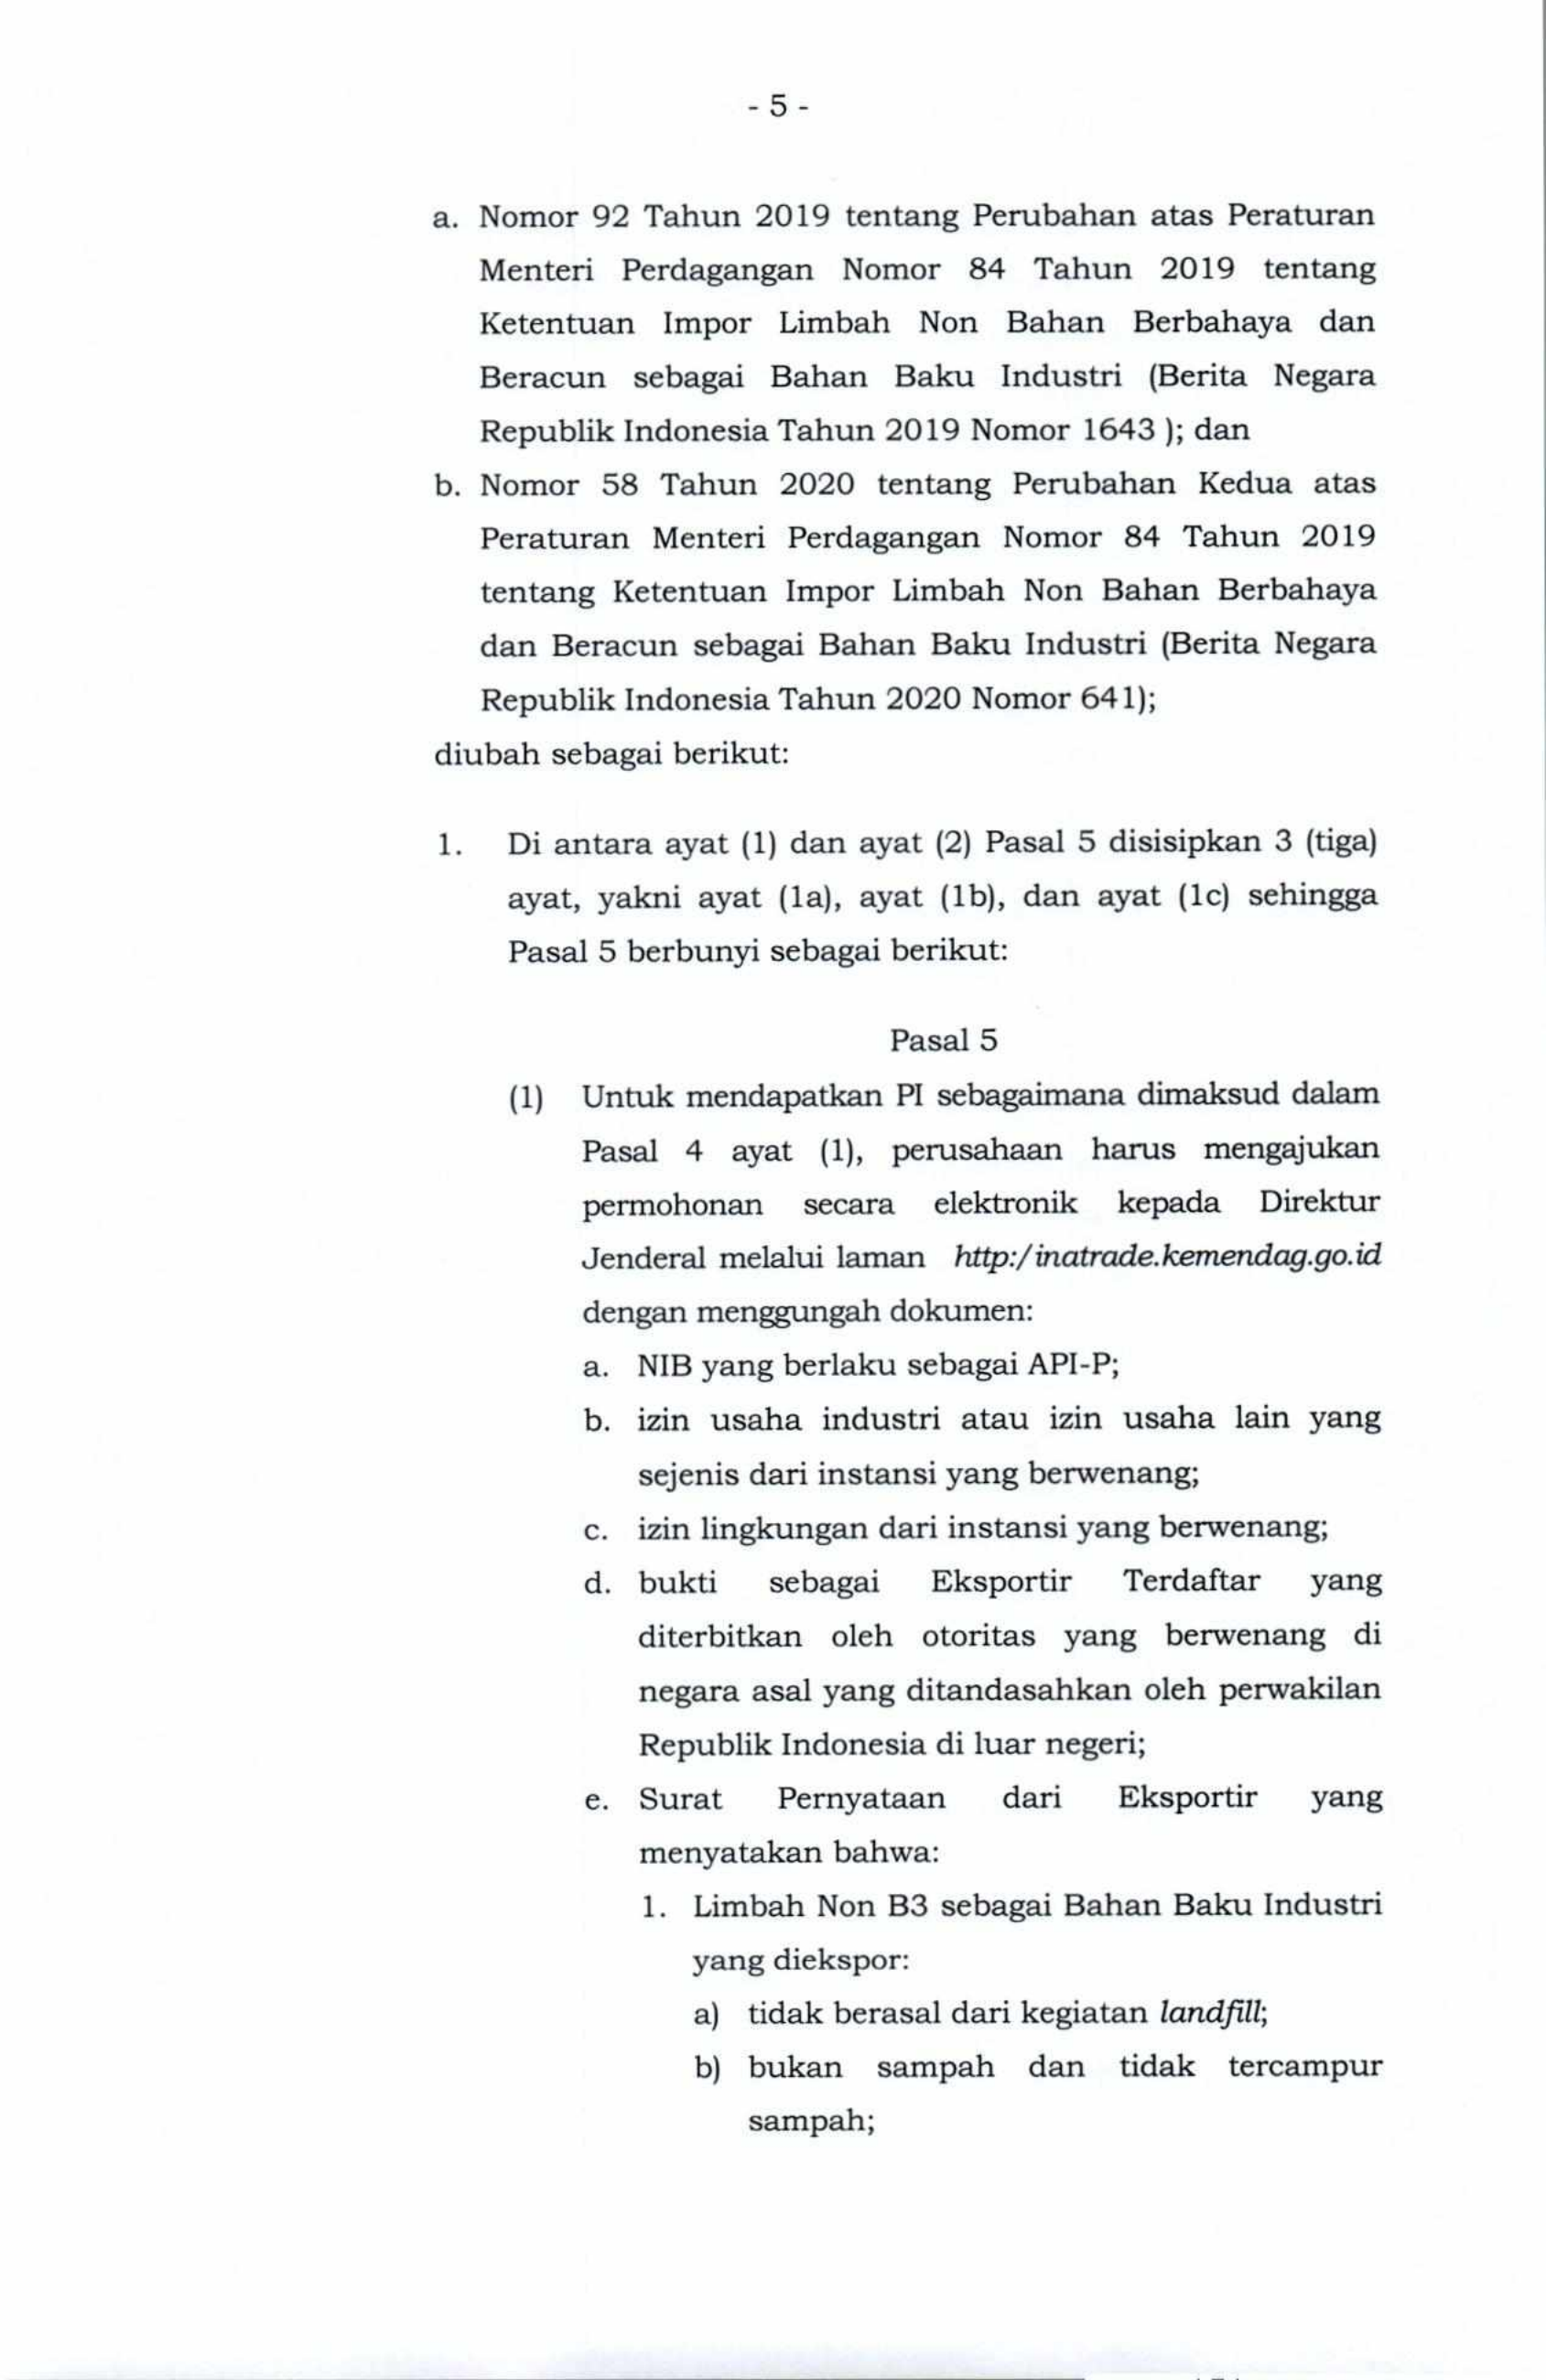 - 5 -
a. Nomor 92 Tahun 2019 tentang Perubahan atas Peraturan
Menteri Perdagangan Nomor 84 Tahun 2019 tentang
Ketentuan Impor Limbah Non Bahan Berbahaya dan
Beracun sebagai Bahan Baku Industri (Berita Negara
Republik Indonesia Tahun 2019 Nomor 1643 ); dan
b. Nomor 58 Tahun 2020 tentang Perubahan Kedua atas
Peraturan Menteri Perdagangan Nomor 84 Tahun 2019
tentang Ketentuan Impor Limbah Non Bahan Berbahaya
dan Beracun sebagai Bahan Baku Industri (Berita Negara
Republik Indonesia Tahun 2020 Nomor 641);
diubah sebagai berikut:
1. Di antara ayat (1) dan ayat (2) Pasal 5 disisipkan 3 (tiga)
ayat, yakni ayat (1a), ayat (1b), dan ayat (1c) sehingga
Pasal 5 berbunyi sebagai berikut:
Pasal 5
(1) Untuk mendapatkan PI sebagaimana dimaksud dalam
Pasal 4 ayat (1), perusahaan harus mengajukan
permohonan secara elektronik kepada Direktur
Jenderal melalui laman http:/inatrade.kemendag.go.id
dengan menggungah dokumen:
a. NIB yang berlaku sebagai API-P;
b. izin usaha industri atau izin usaha lain yang
sejenis dari instansi yang berwenang;
c. izin lingkungan dari instansi yang berwenang;
d. bukti sebagai Eksportir Terdaftar yang
diterbitkan oleh otoritas yang berwenang di
negara asal yang ditandasahkan oleh perwakilan
Republik Indonesia di luar negeri;
e. Surat Pernyataan dari Eksportir yang
menyatakan bahwa:
1. Limbah Non B3 sebagai Bahan Baku Industri
yang diekspor:
a) tidak berasal dari kegiatan landfill;
b) bukan sampah dan tidak tercampur
sampah;